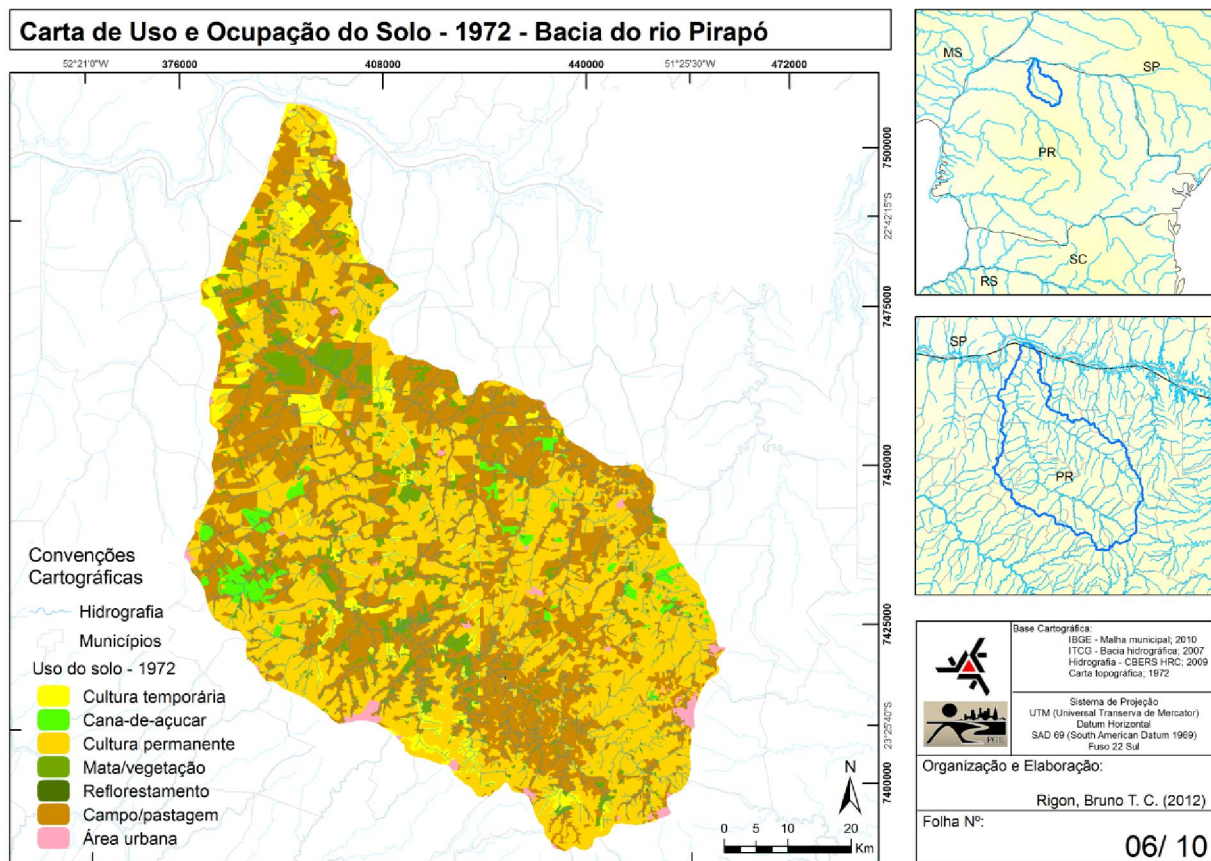 Carta de Uso e Ocupação do Solo - 1972 - Bacia do rio Pirapó
52°21'0"W 376000 408000 440000 51°25'30"W 472000
7500000
22°42'15"S
7475000
7450000
7425000
23°25'40"S
7400000
Convenções
Cartográficas
Hidrografia
Municípios
Uso do solo - 1972
Cultura temporária
Cana-de-açucar
Cultura permanente
Mata/vegetação
Reflorestamento
Campo/pastagem
Área urbana
N
0 5 10 20
Km
MS
SP
PR
SC
RS
SP
PR
Base Cartográfica:
IBGE - Malha municipal; 2010
ITCG - Bacia hidrográfica; 2007
Hidrografia - CBERS HRC; 2009
Carta topográfica; 1972
Sistema de Projeção
UTM (Universal Transerva de Mercator)
Datum Horizontal
SAD 69 (South American Datum 1969)
Fuso 22 Sul
PGE
Organização e Elaboração:
Rigon, Bruno T. C. (2012)
Folha Nº:
06/ 10